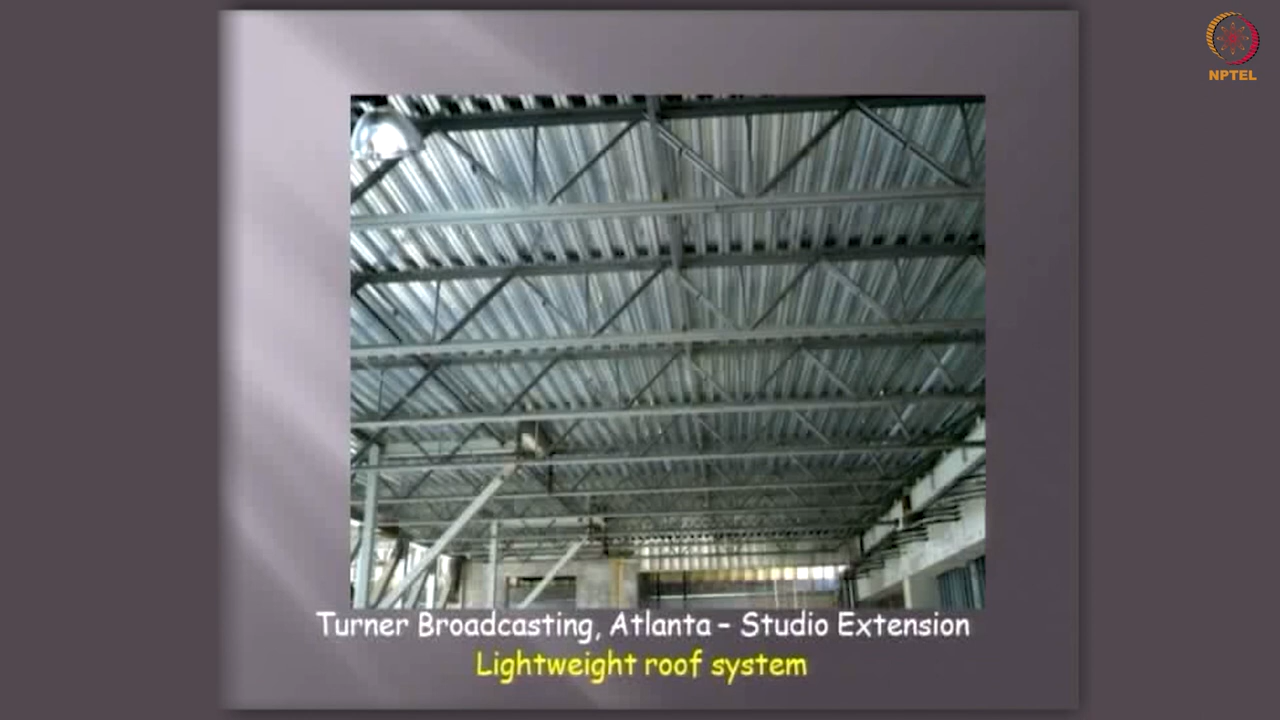 NPTEL
Turner Broadcasting, Atlanta – Studio Extension
Lightweight roof system